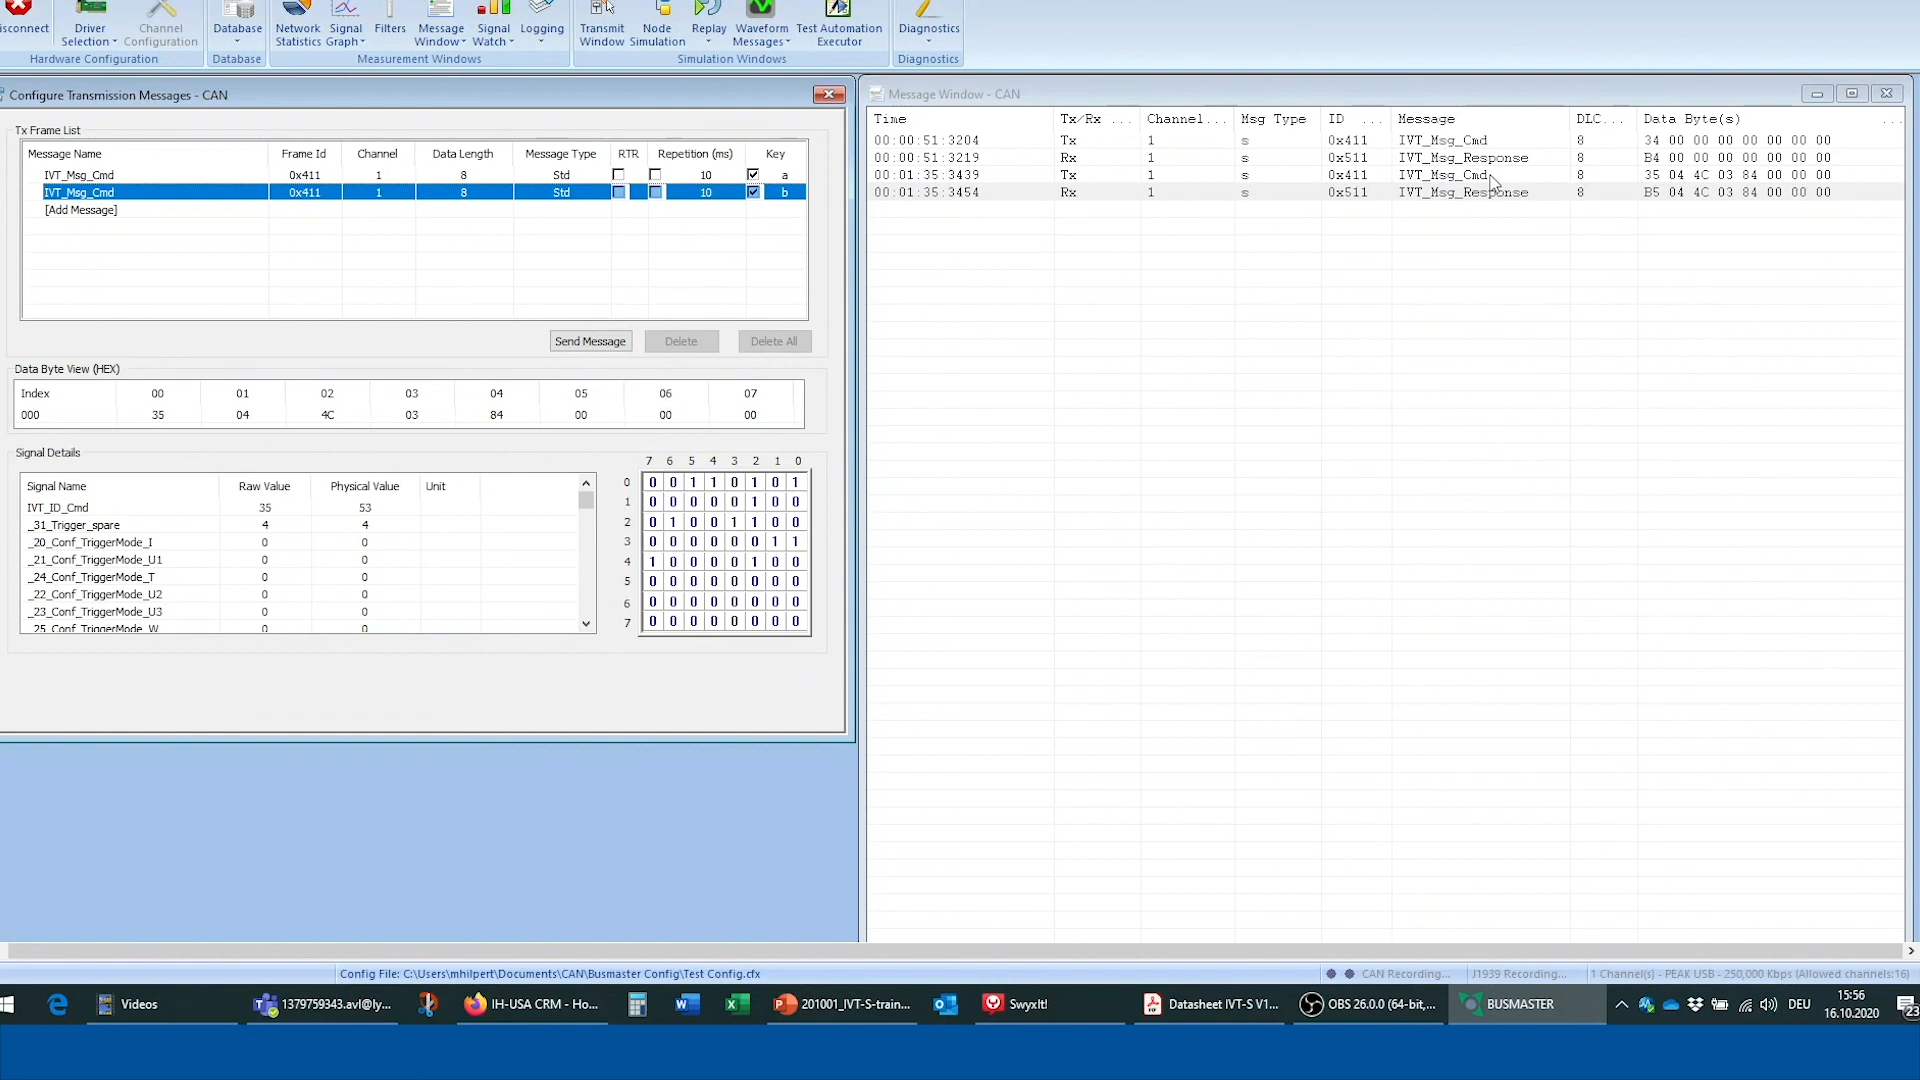 isconnect
Driver
Selection
Channel
Configuration
Hardware Configuration
Database
Database
Network
Statistics
Signal
Graph
Filters
Message
Window
Signal
Watch
Logging
Measurement Windows
Transmit
Window
Node
Simulation
Replay
Waveform
Messages
Test Automation
Executor
Simulation Windows
Diagnostics
Diagnostics
Configure Transmission Messages - CAN
Tx Frame List
Message Name Frame Id Channel Data Length Message Type RTR Repetition (ms) Key
IVT_Msg_Cmd 0x411 1 8 Std 10 a
IVT_Msg_Cmd 0x411 1 8 Std 10 b
[Add Message]
Send Message Delete Delete All
Data Byte View (HEX)
Index 00 01 02 03 04 05 06 07
000 35 04 4C 03 84 00 00 00
Signal Details
Signal Name Raw Value Physical Value Unit
IVT_ID_Cmd 35 53
_31_Trigger_spare 4 4
_20_Conf_TriggerMode_I 0 0
_21_Conf_TriggerMode_U1 0 0
_24_Conf_TriggerMode_T 0 0
_22_Conf_TriggerMode_U2 0 0
_23_Conf_TriggerMode_U3 0 0
_25_Conf_TriggerMode_W 0 0
7 6 5 4 3 2 1 0
0 0 0 1 1 0 1 0 1
1 0 0 0 0 0 1 0 0
2 0 1 0 0 1 1 0 0
3 0 0 0 0 0 0 1 1
4 1 0 0 0 0 1 0 0
5 0 0 0 0 0 0 0 0
6 0 0 0 0 0 0 0 0
7 0 0 0 0 0 0 0 0
Message Window - CAN
Time Tx/Rx ... Channel... Msg Type ID ... Message DLC... Data Byte(s) ...
00:00:51:3204 Tx 1 s 0x411 IVT_Msg_Cmd 8 34 00 00 00 00 00 00 00
00:00:51:3219 Rx 1 s 0x511 IVT_Msg_Response 8 B4 00 00 00 00 00 00 00
00:01:35:3439 Tx 1 s 0x411 IVT_Msg_Cmd 8 35 04 4C 03 84 00 00 00
00:01:35:3454 Rx 1 s 0x511 IVT_Msg_Response 8 B5 04 4C 03 84 00 00 00
Config File: C:\Users\mhilpert\Documents\CAN\Busmaster Config\Test Config.cfx
CAN Recording...
J1939 Recording...
1 Channel(s) - PEAK USB - 250,000 Kbps (Allowed channels:16)
Videos
1379759343.avl@ly...
IH-USA CRM - Ho...
201001_IVT-S-train...
SwyxIt!
Datasheet IVT-S V1...
OBS 26.0.0 (64-bit,...
BUSMASTER
DEU
15:56
16.10.2020
23